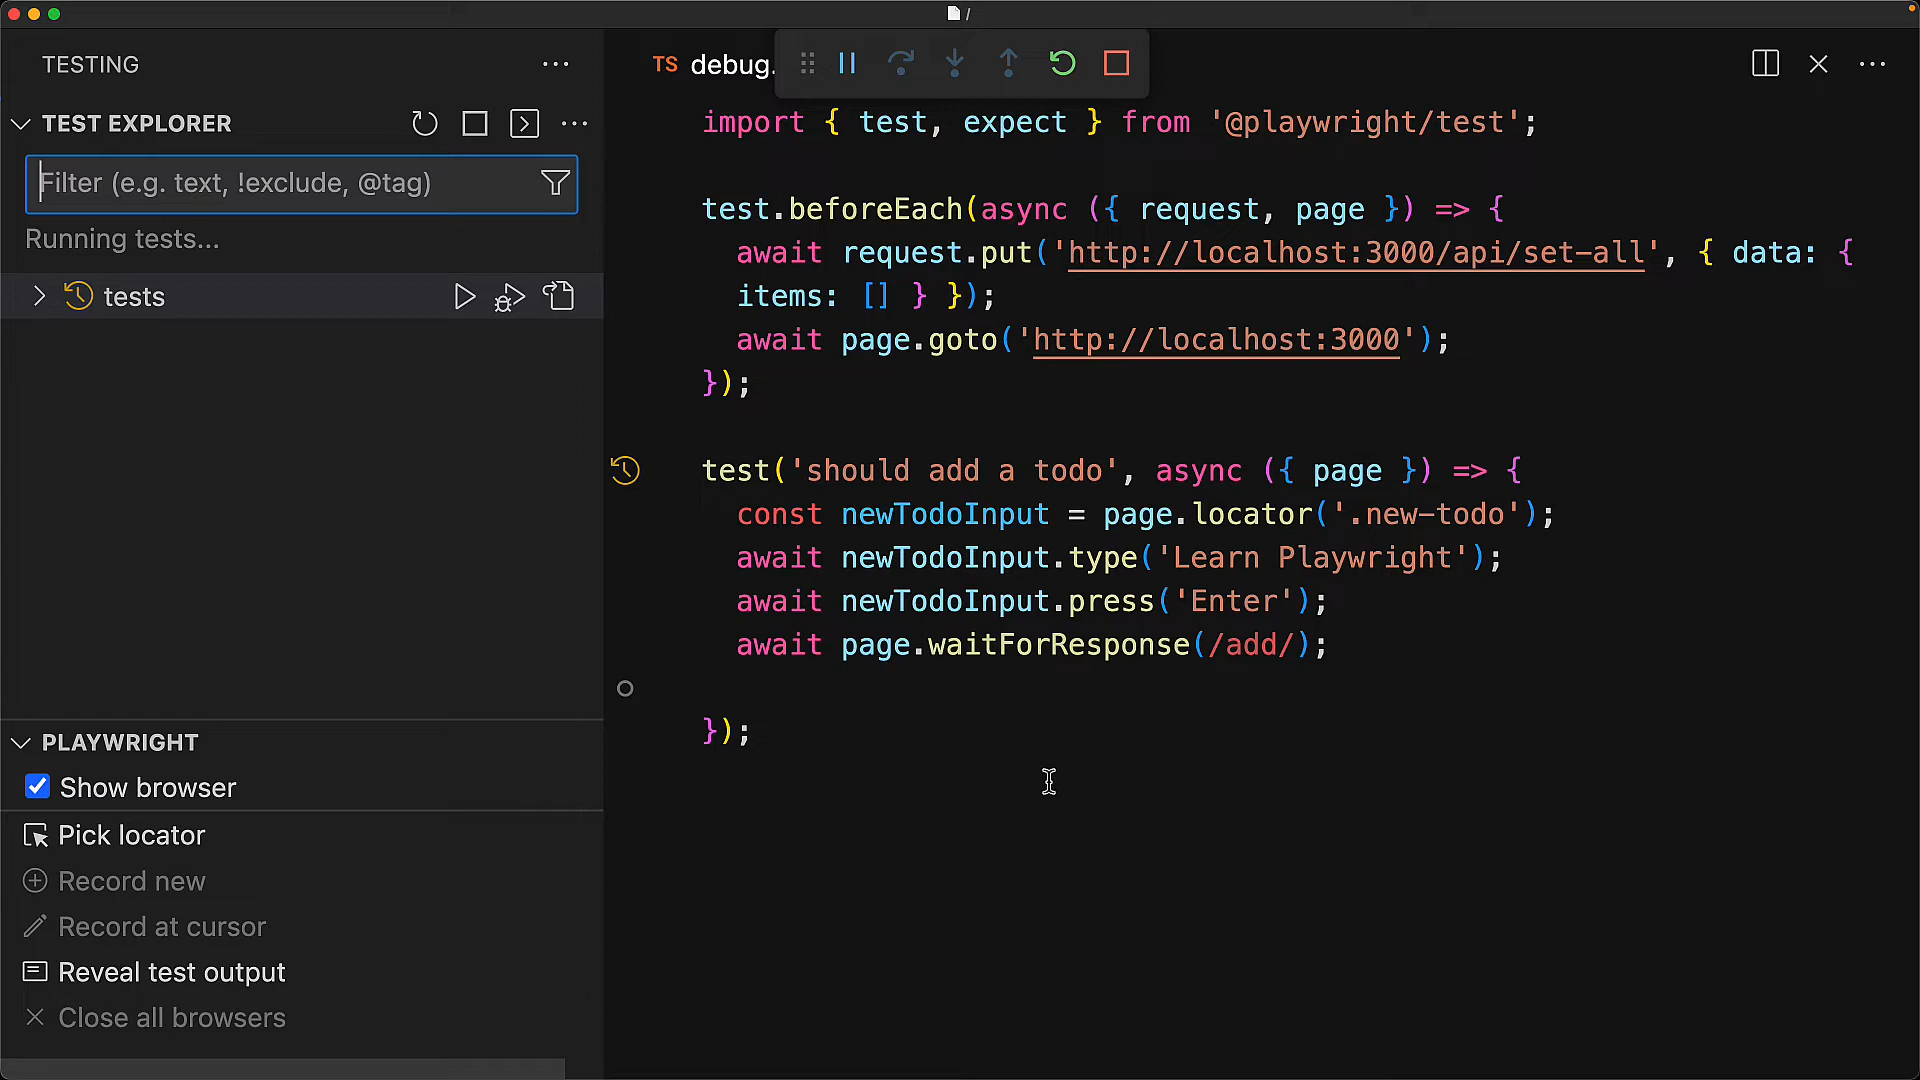 /
TESTING
TEST EXPLORER
Filter (e.g. text, !exclude, @tag)
Running tests...
tests
PLAYWRIGHT
Show browser
Pick locator
Record new
Record at cursor
Reveal test output
Close all browsers
TS debug.
import { test, expect } from '@playwright/test';
test.beforeEach(async ({ request, page }) => {
await request.put('http://localhost:3000/api/set-all', { data: {
items: [] } });
await page.goto('http://localhost:3000');
});
test('should add a todo', async ({ page }) => {
const newTodoInput = page.locator('.new-todo');
await newTodoInput.type('Learn Playwright');
await newTodoInput.press('Enter');
await page.waitForResponse(/add/);
});